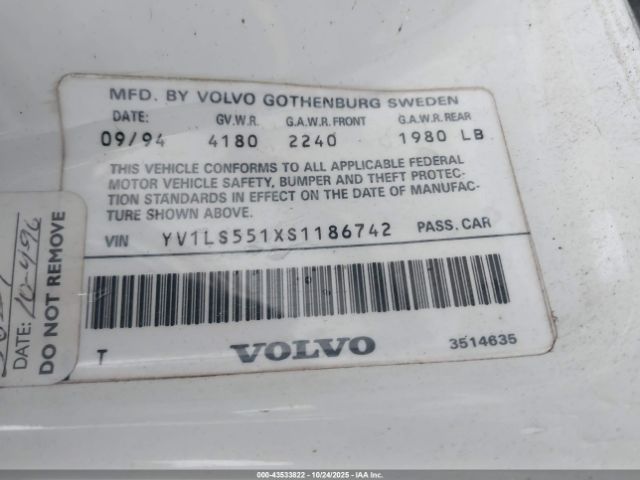 MFD. BY VOLVO GOTHENBURG SWEDEN
DATE: GV.W.R. G.A.W.R. FRONT G.A.W.R. REAR
09/94 4180 2240 1980 LB
THIS VEHICLE CONFORMS TO ALL APPLICABLE FEDERAL
MOTOR VEHICLE SAFETY, BUMPER AND THEFT PROTEC-
TION STANDARDS IN EFFECT ON THE DATE OF MANUFAC-
TURE SHOWN ABOVE.
VIN YV1LS551XS1186742 PASS. CAR
T VOLVO 3514635
DATE:
DO NOT REMOVE
000-43533822 - 10/24/2025 - IAAI.COM